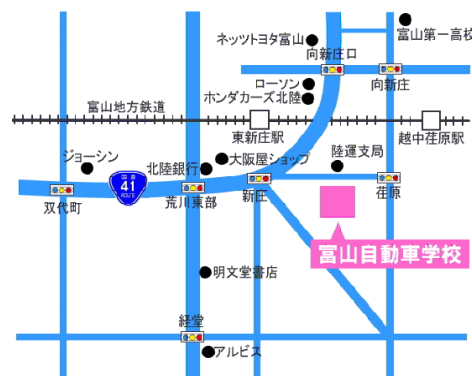 ネッツトヨタ富山
富山第一高校
向新庄口
向新庄
ローソン
ホンダカーズ北陸
富山地方鉄道
東新庄駅
越中荏原駅
ジョーシン
北陸銀行
大阪屋ショップ
陸運支局
国道
41
ROUTE
双代町
荒川東部
新庄
荏原
富山自動車学校
明文堂書店
経堂
アルビス